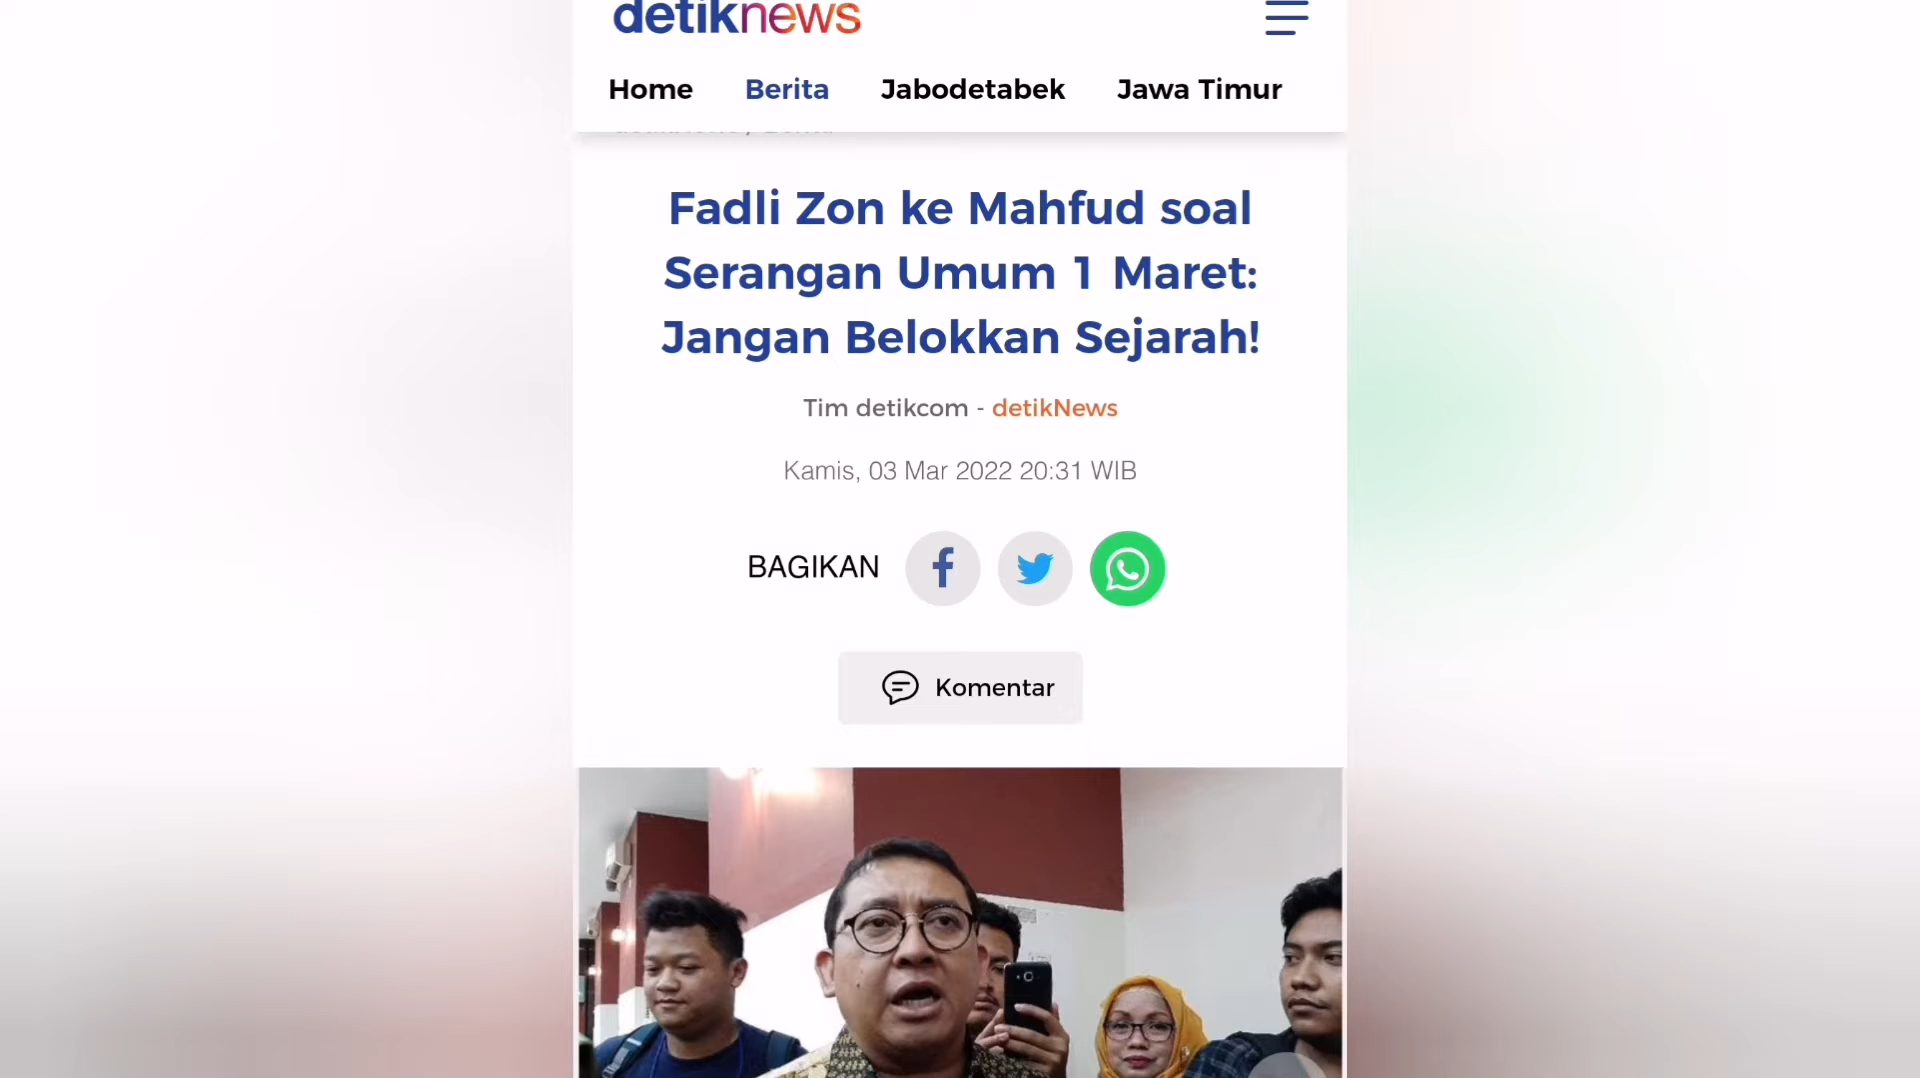 detiknews
Home Berita Jabodetabek Jawa Timur
Fadli Zon ke Mahfud soal
Serangan Umum 1 Maret:
Jangan Belokkan Sejarah!
Tim detikcom - detikNews
Kamis, 03 Mar 2022 20:31 WIB
BAGIKAN
Komentar